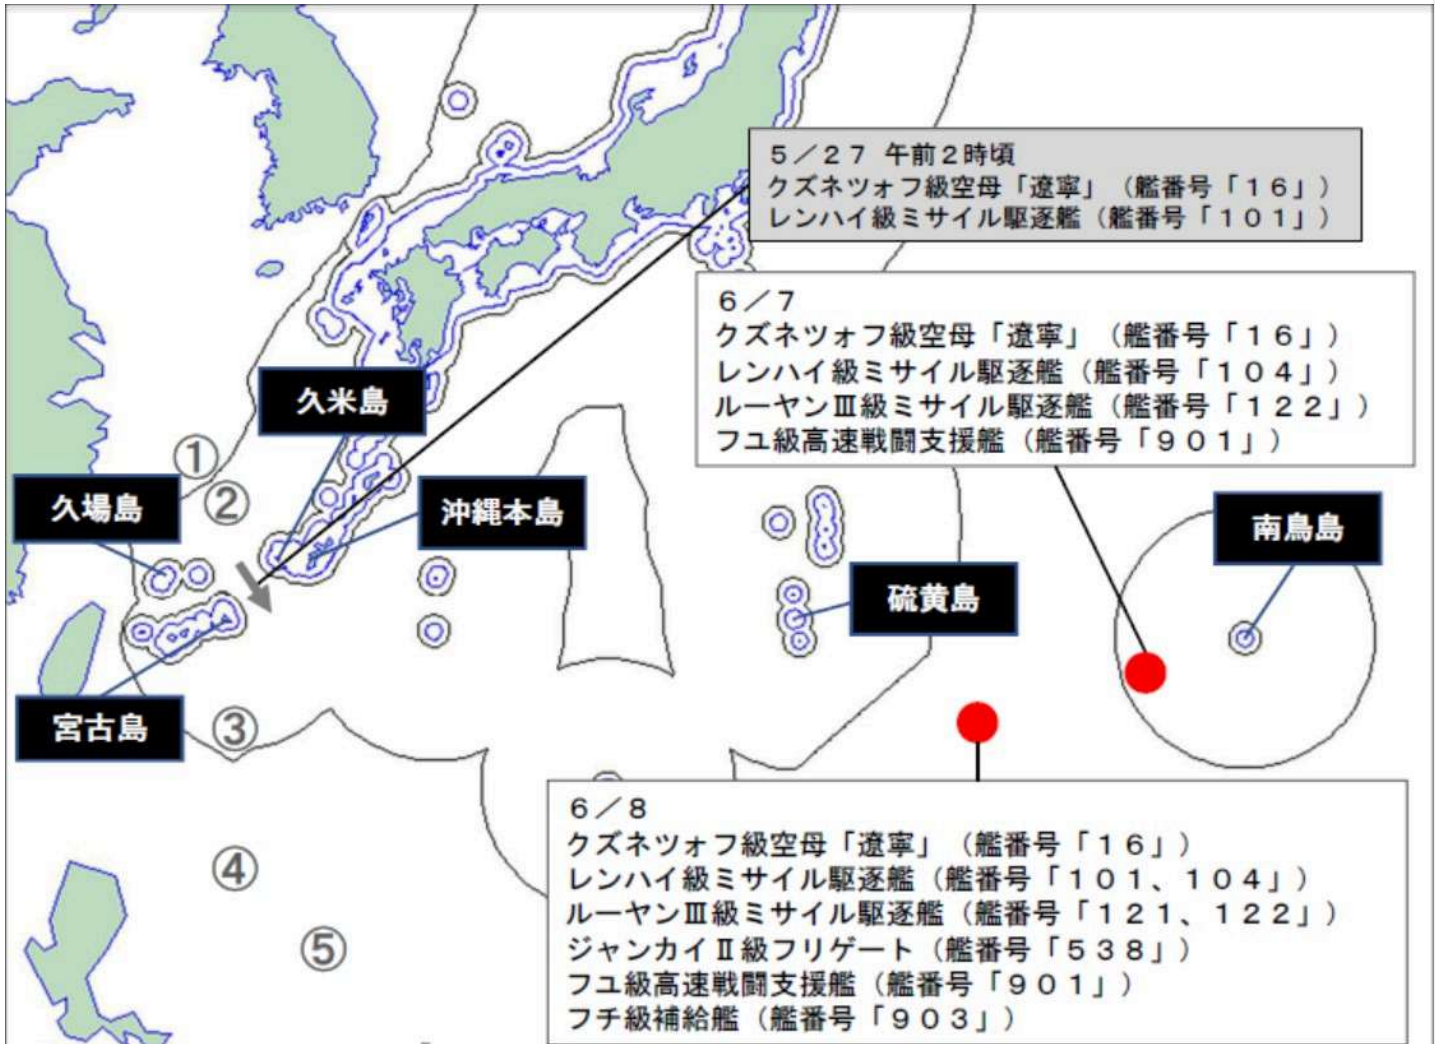 5／27 午前2時頃
クズネツォフ級空母「遼寧」（艦番号「16」）
レンハイ級ミサイル駆逐艦（艦番号「101」）
6／7
クズネツォフ級空母「遼寧」（艦番号「16」）
レンハイ級ミサイル駆逐艦（艦番号「104」）
ルーヤンⅢ級ミサイル駆逐艦（艦番号「122」）
フユ級高速戦闘支援艦（艦番号「901」）
久米島
①
②
久場島
沖縄本島
南鳥島
硫黄島
宮古島
③
④
⑤
6／8
クズネツォフ級空母「遼寧」（艦番号「16」）
レンハイ級ミサイル駆逐艦（艦番号「101、104」）
ルーヤンⅢ級ミサイル駆逐艦（艦番号「121、122」）
ジャンカイⅡ級フリゲート（艦番号「538」）
フユ級高速戦闘支援艦（艦番号「901」）
フチ級補給艦（艦番号「903」）